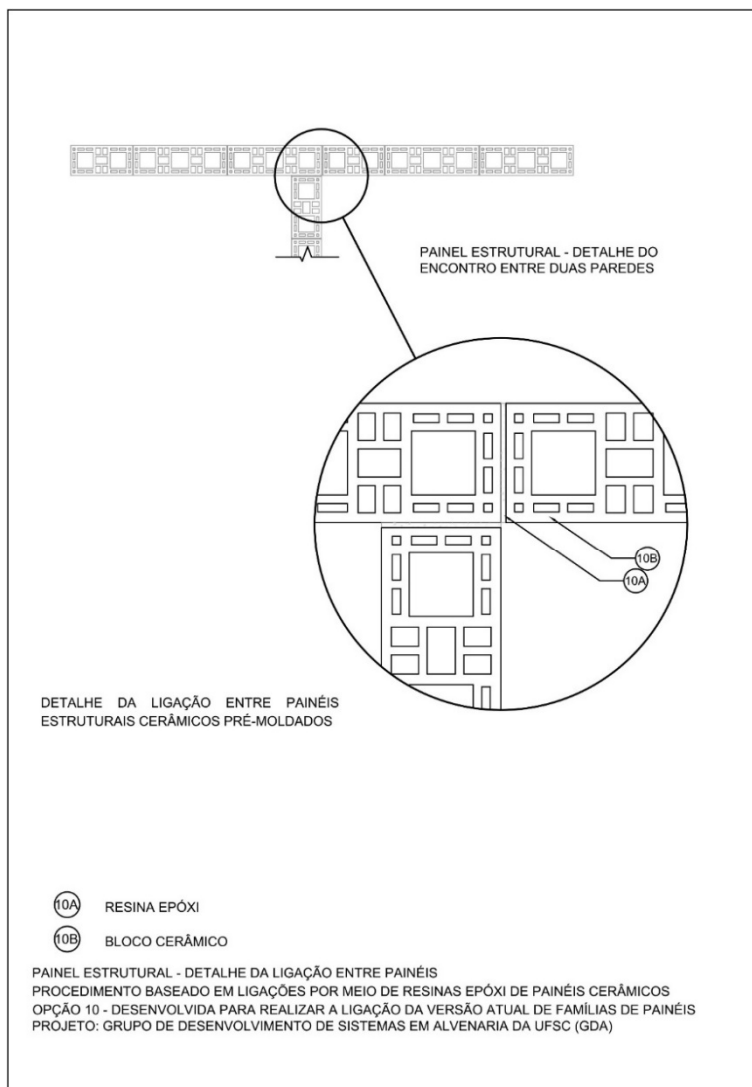 PAINEL ESTRUTURAL - DETALHE DO
ENCONTRO ENTRE DUAS PAREDES
10B
10A
DETALHE DA LIGAÇÃO ENTRE PAINÉIS
ESTRUTURAIS CERÂMICOS PRÉ-MOLDADOS
10A RESINA EPÓXI
10B BLOCO CERÂMICO
PAINEL ESTRUTURAL - DETALHE DA LIGAÇÃO ENTRE PAINÉIS
PROCEDIMENTO BASEADO EM LIGAÇÕES POR MEIO DE RESINAS EPÓXI DE PAINÉIS CERÂMICOS
OPÇÃO 10 - DESENVOLVIDA PARA REALIZAR A LIGAÇÃO DA VERSÃO ATUAL DE FAMÍLIAS DE PAINÉIS
PROJETO: GRUPO DE DESENVOLVIMENTO DE SISTEMAS EM ALVENARIA DA UFSC (GDA)